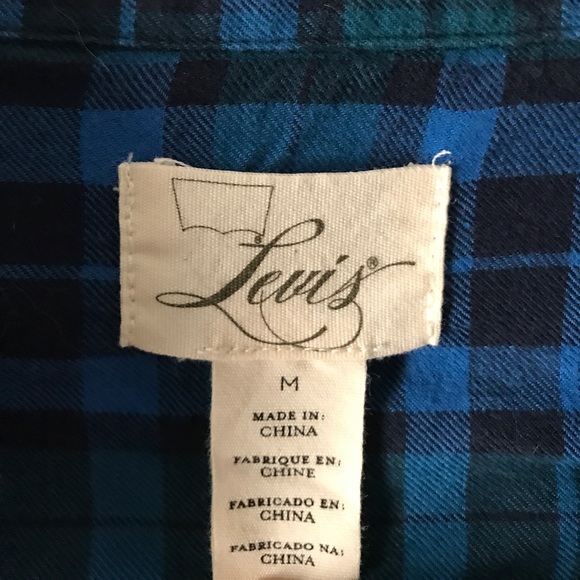 Levi's®
M
MADE IN:
CHINA
FABRIQUE EN:
CHINE
FABRICADO EN:
CHINA
FABRICADO NA:
CHINA